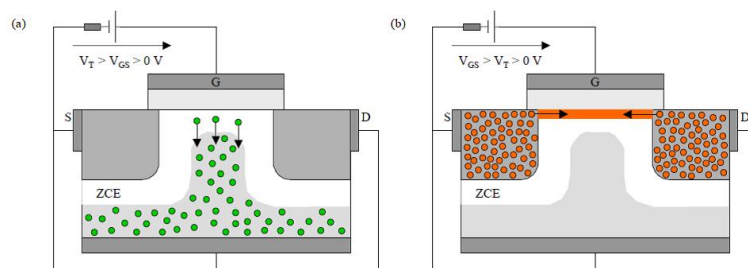 (a)
V_T > V_GS > 0 V
G
S
D
ZCE
(b)
V_GS > V_T > 0 V
G
S
D
ZCE